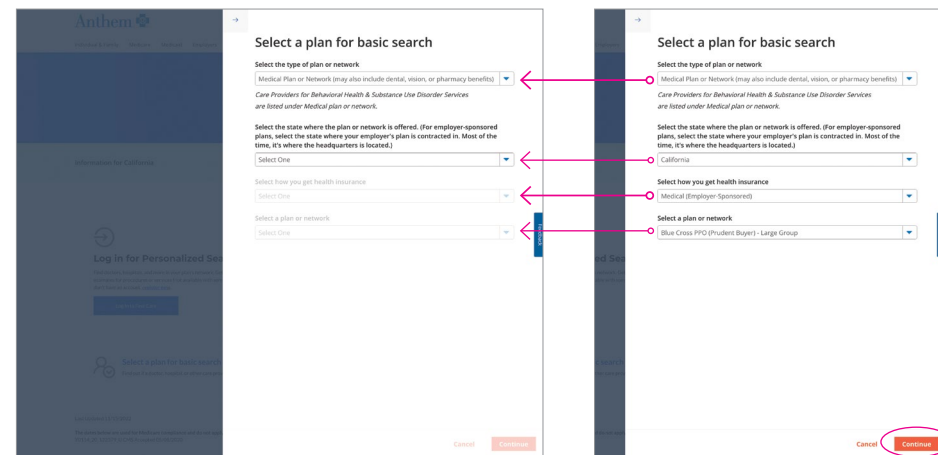 Anthem
Select a plan for basic search
Select the type of plan or network
Medical Plan or Network (may also include dental, vision, or pharmacy benefits)
Care Providers for Behavioral Health & Substance Use Disorder Services
are listed under Medical plan or network.
Select the state where the plan or network is offered. (For employer-sponsored
plans, select the state where your employer's plan is contracted in. Most of the
time, it's where the headquarters is located.)
Select One
Select how you get health insurance
Select One
Select a plan or network
Select One
Feedback
Information for California
Log in for Personalized Sea
Select a plan for basic search
Cancel
Continue
Select a plan for basic search
Select the type of plan or network
Medical Plan or Network (may also include dental, vision, or pharmacy benefits)
Care Providers for Behavioral Health & Substance Use Disorder Services
are listed under Medical plan or network.
Select the state where the plan or network is offered. (For employer-sponsored
plans, select the state where your employer's plan is contracted in. Most of the
time, it's where the headquarters is located.)
California
Select how you get health insurance
Medical (Employer-Sponsored)
Select a plan or network
Blue Cross PPO (Prudent Buyer) - Large Group
ed Sea
Cancel
Continue